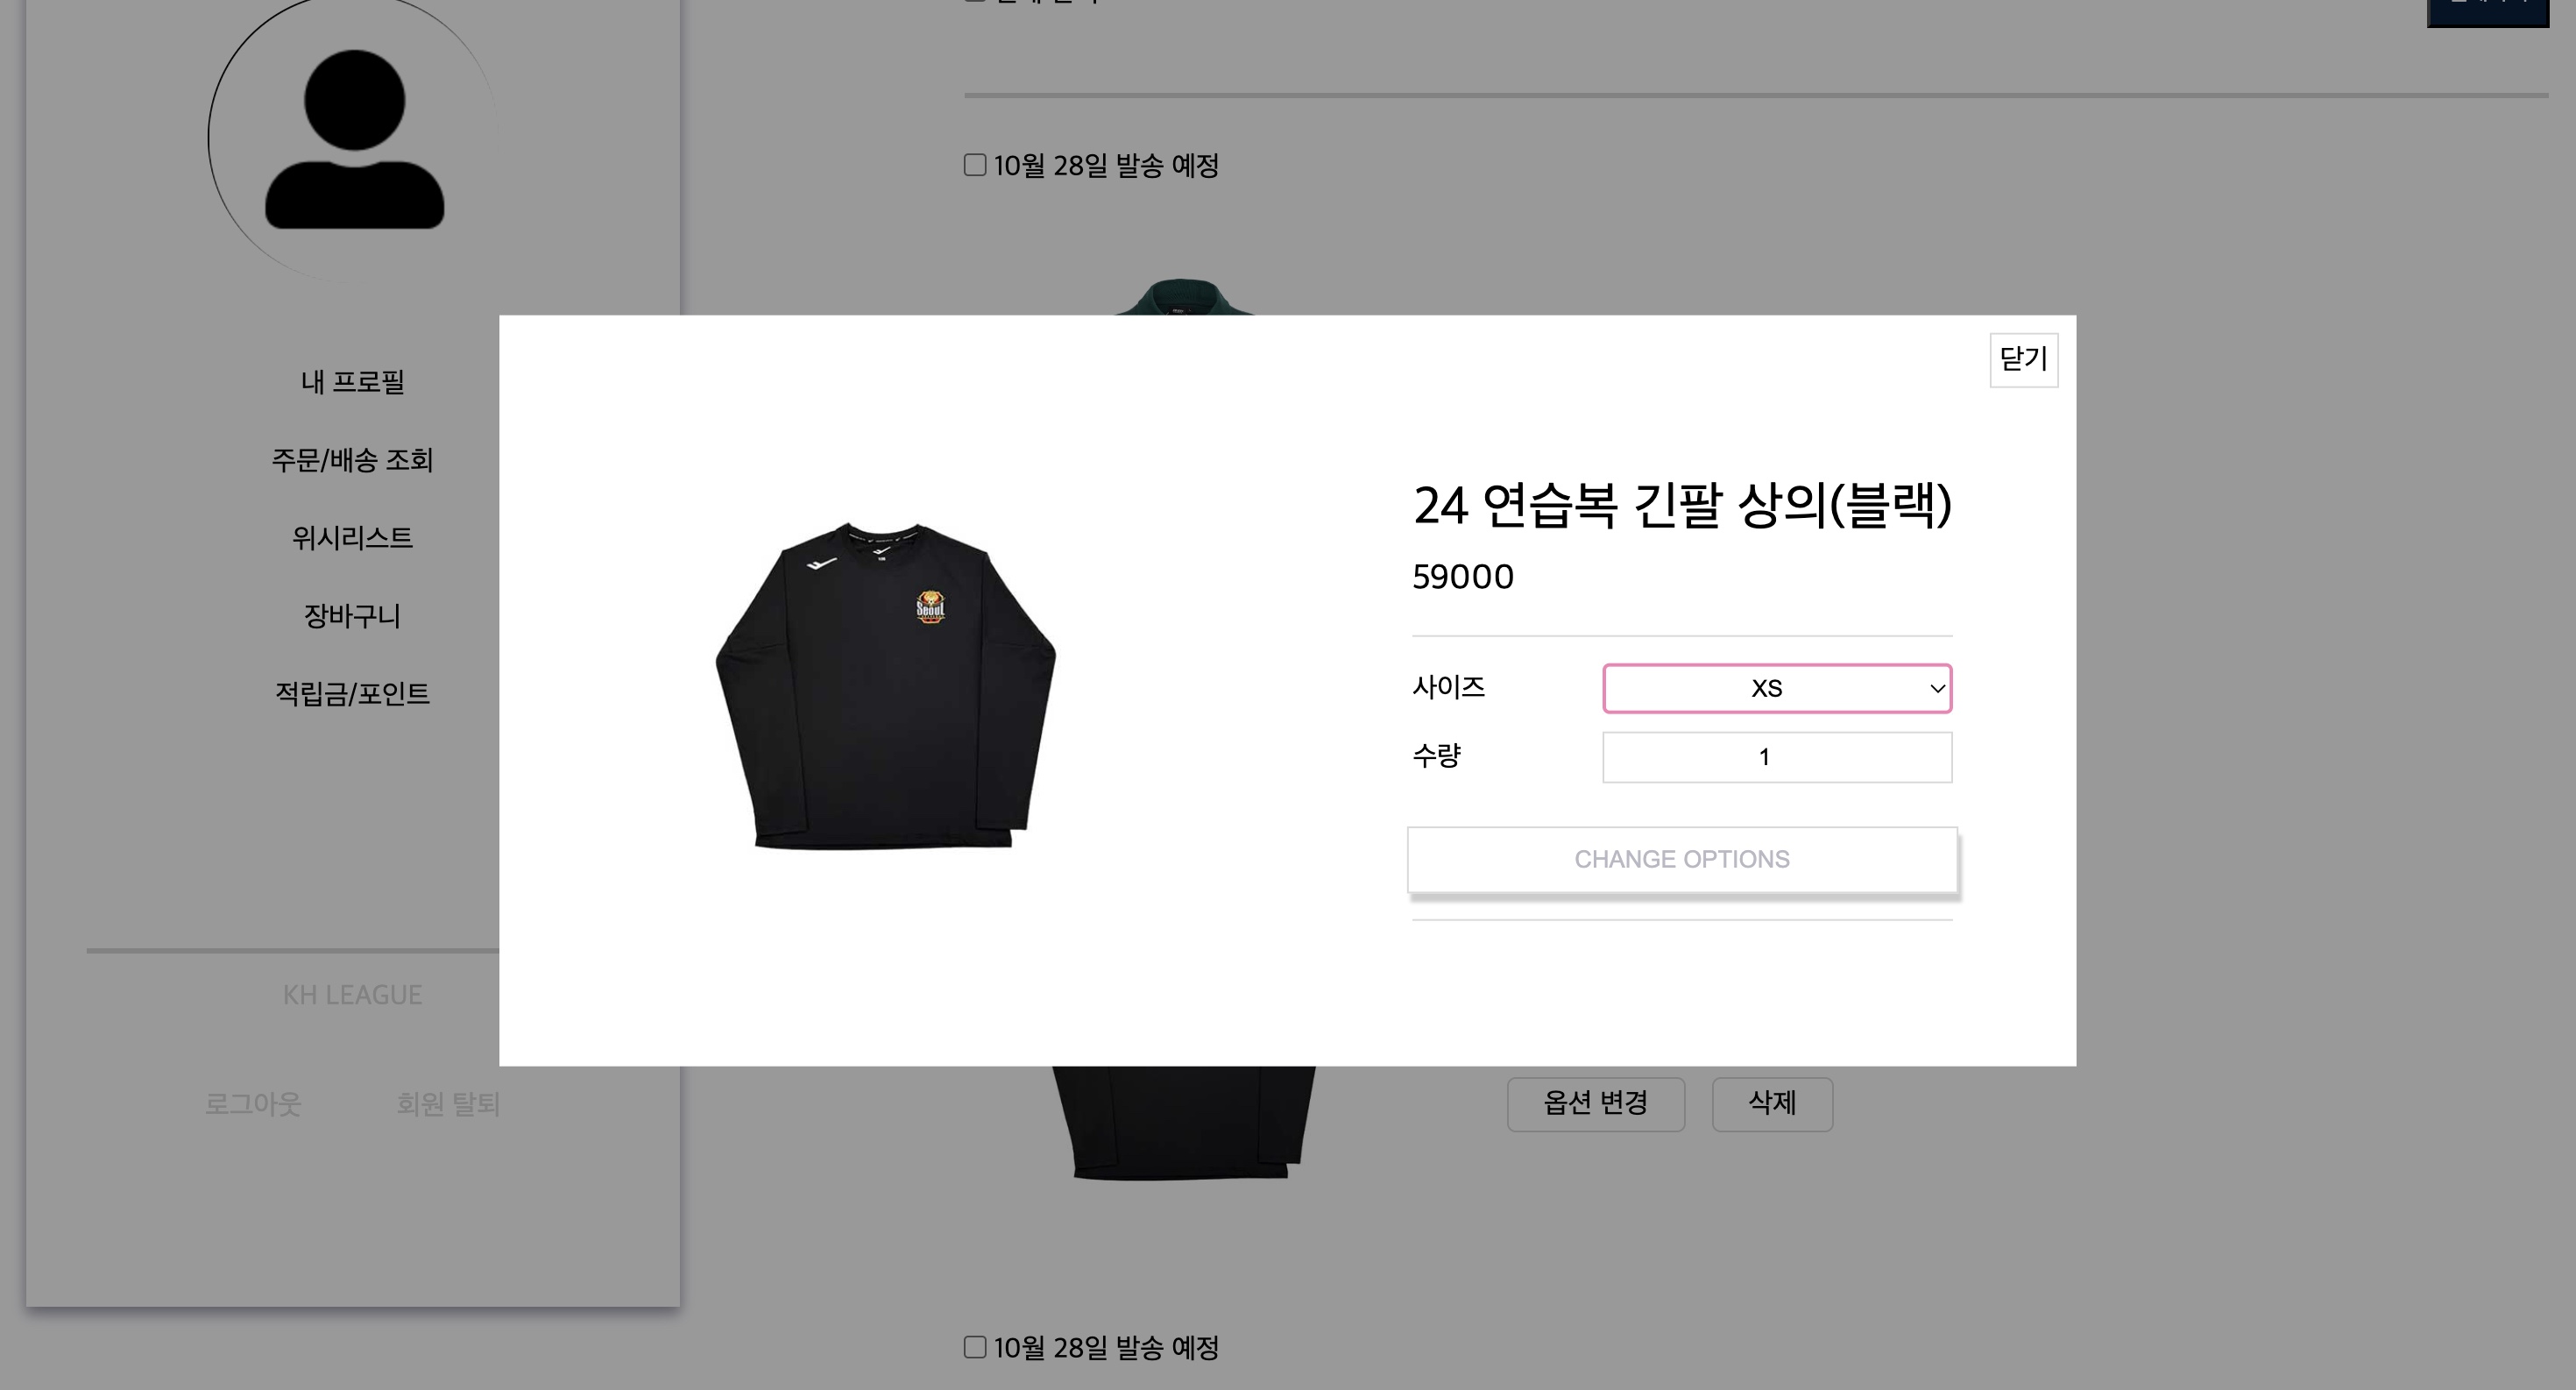 10월 28일 발송 예정
내 프로필
주문/배송 조회
위시리스트
장바구니
적립금/포인트
KH LEAGUE
로그아웃 회원 탈퇴
닫기
Seoul
24 연습복 긴팔 상의(블랙)
59000
사이즈 XS
수량 1
CHANGE OPTIONS
옵션 변경 삭제
10월 28일 발송 예정